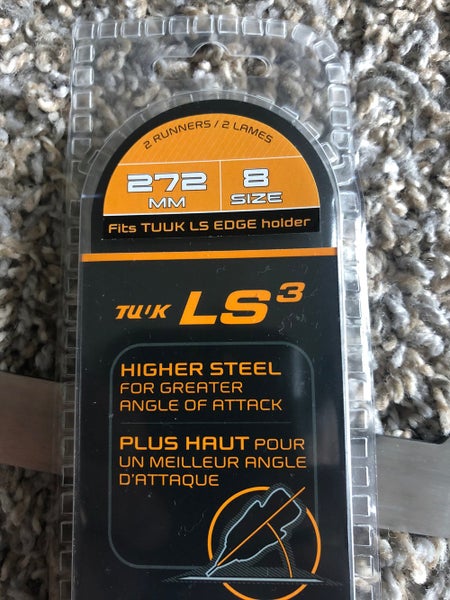 2 RUNNERS / 2 LAMES
272 MM
8 SIZE
Fits TUUK LS EDGE holder
TUUK LS3
HIGHER STEEL
FOR GREATER
ANGLE OF ATTACK
PLUS HAUT POUR
UN MEILLEUR ANGLE
D'ATTAQUE